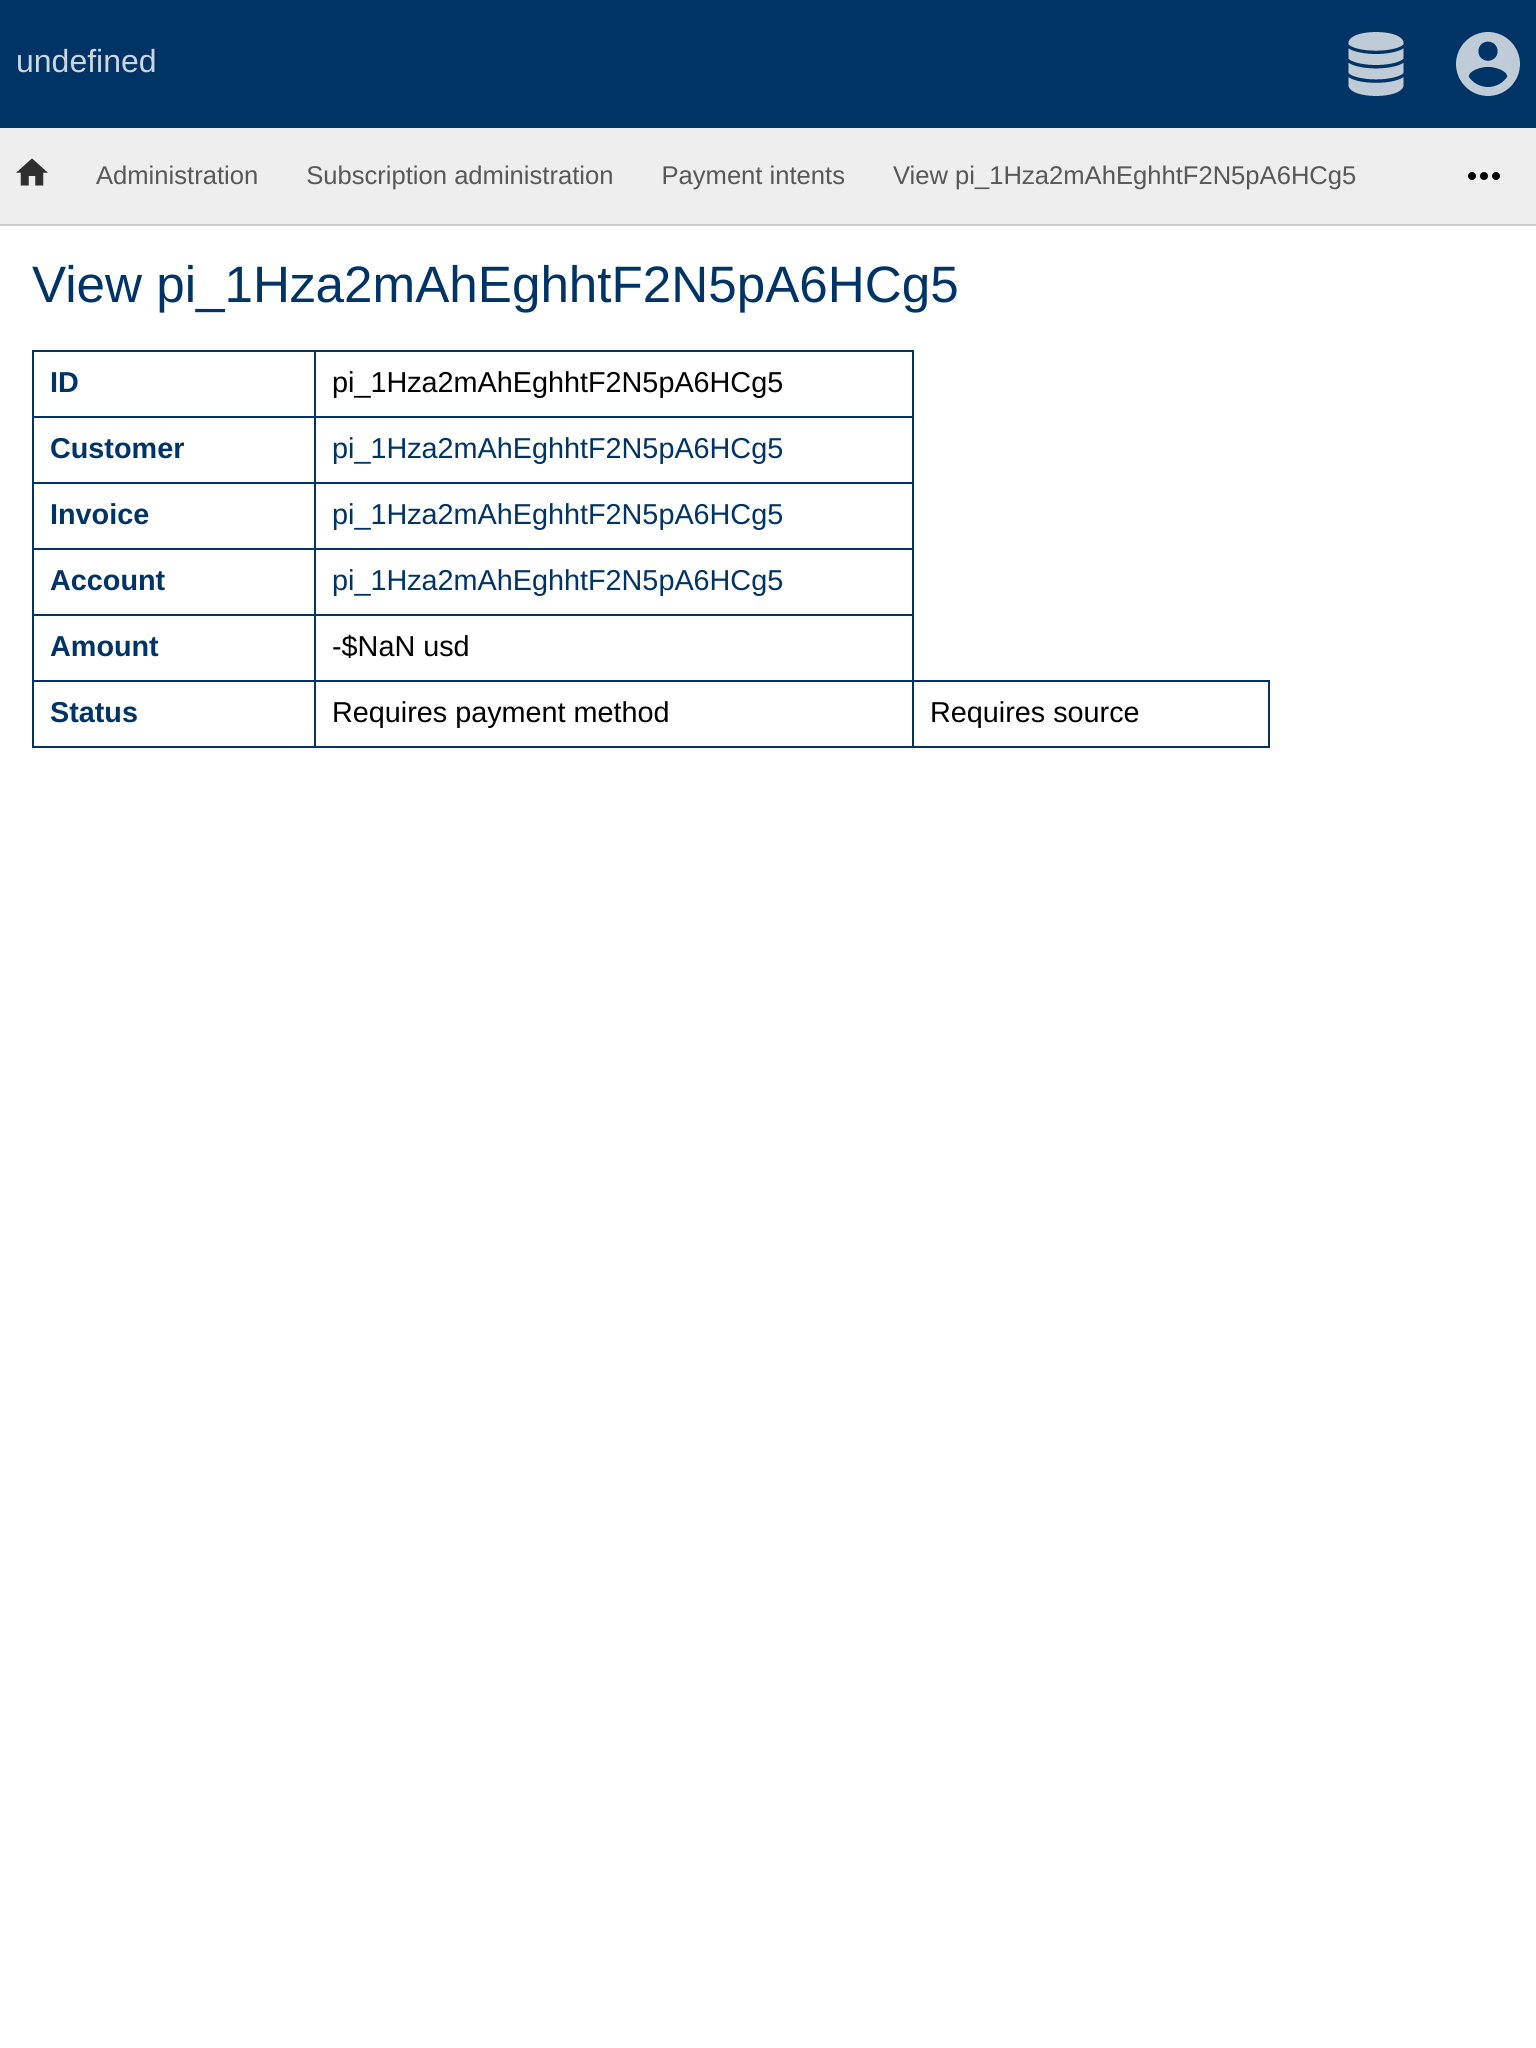 undefined
Administration Subscription administration Payment intents View pi_1Hza2mAhEghhtF2N5pA6HCg5
View pi_1Hza2mAhEghhtF2N5pA6HCg5
ID pi_1Hza2mAhEghhtF2N5pA6HCg5
Customer pi_1Hza2mAhEghhtF2N5pA6HCg5
Invoice pi_1Hza2mAhEghhtF2N5pA6HCg5
Account pi_1Hza2mAhEghhtF2N5pA6HCg5
Amount -$NaN usd
Status Requires payment method Requires source